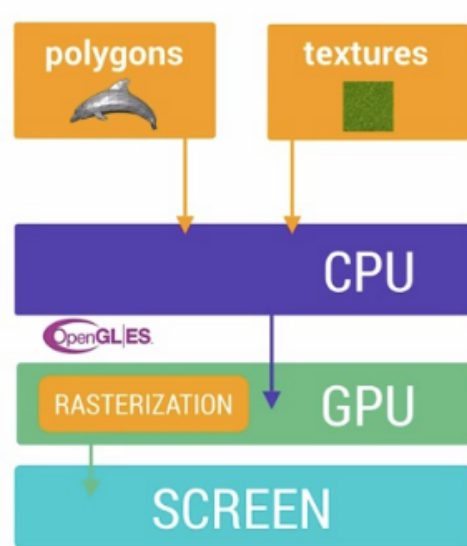 polygons
textures
CPU
OpenGL|ES.
RASTERIZATION
GPU
SCREEN